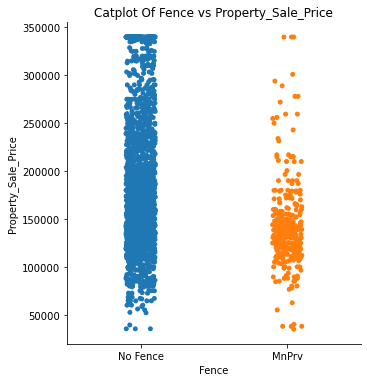 Catplot Of Fence vs Property_Sale_Price
350000
300000
250000
200000
150000
100000
50000
Property_Sale_Price
No Fence
MnPrv
Fence